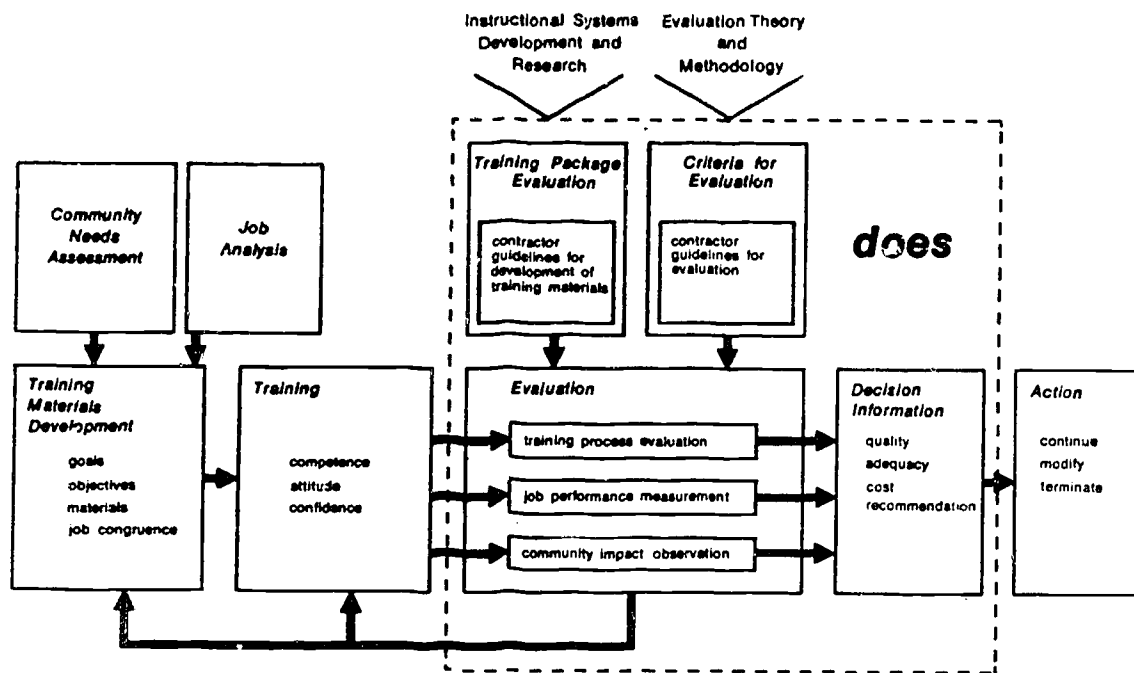 Instructional Systems
Development and
Research
Evaluation Theory
and
Methodology
Training Package
Evaluation
contractor
guidelines for
development of
training materials
Criteria for
Evaluation
contractor
guidelines for
evaluation
does
Community
Needs
Assessment
Job
Analysis
Training
Materials
Development
goals
objectives
materials
job congruence
Training
competence
attitude
confidence
Evaluation
training process evaluation
job performance measurement
community impact observation
Decision
Information
quality
adequacy
cost
recommendation
Action
continue
modify
terminate